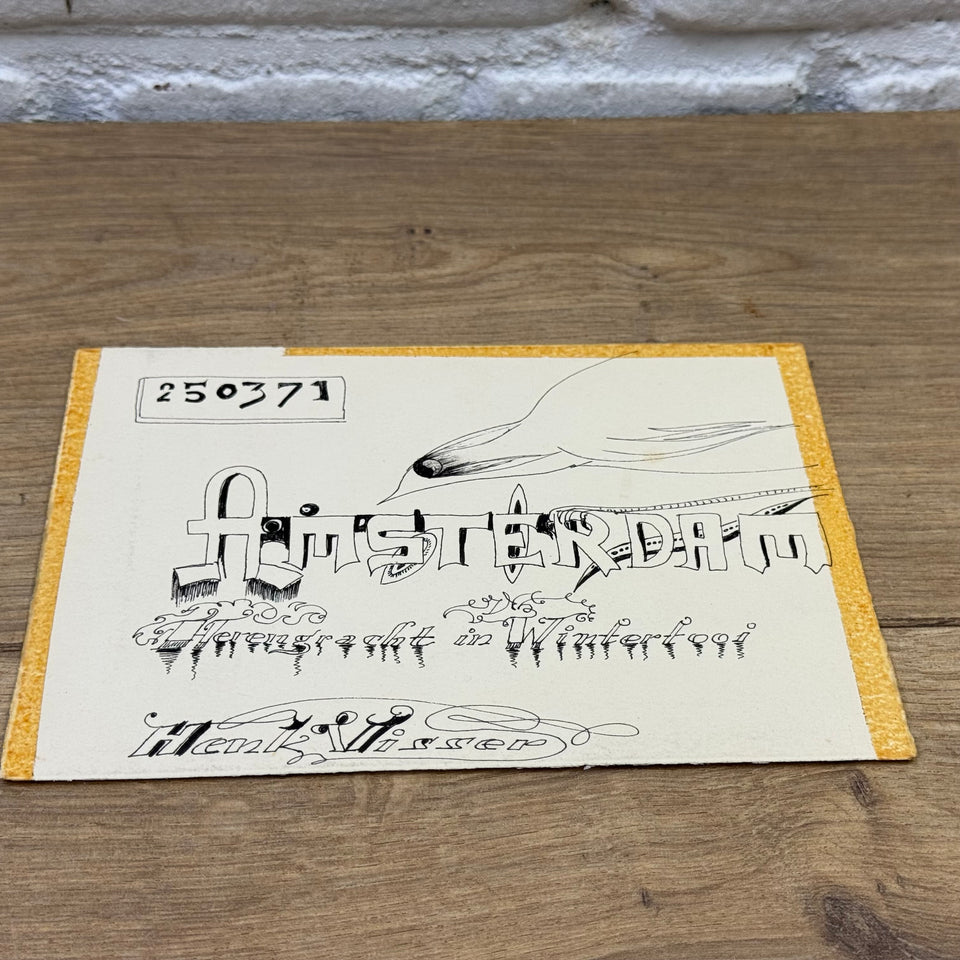 250371
AMSTERDAM
Herengracht in Wintertooi
Henk Visser